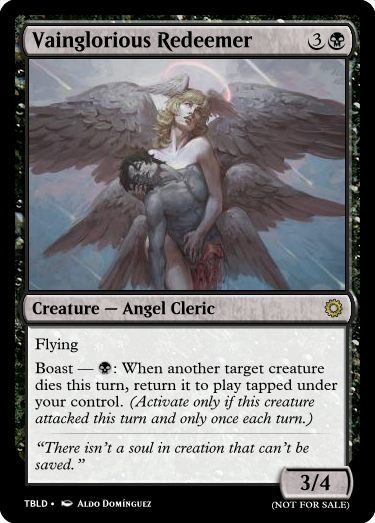 Vainglorious Redeemer 3
Creature — Angel Cleric
Flying
Boast — : When another target creature
dies this turn, return it to play tapped under
your control. (Activate only if this creature
attacked this turn and only once each turn.)
“There isn’t a soul in creation that can’t be
saved.”
3/4
TBLD • Aldo Domínguez
(NOT FOR SALE)